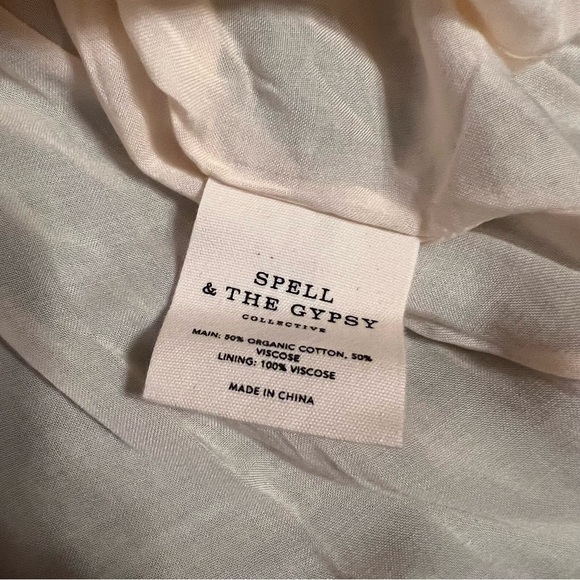 SPELL
& THE GYPSY
COLLECTIVE
MAIN: 50% ORGANIC COTTON, 50%
VISCOSE
LINING: 100% VISCOSE
MADE IN CHINA